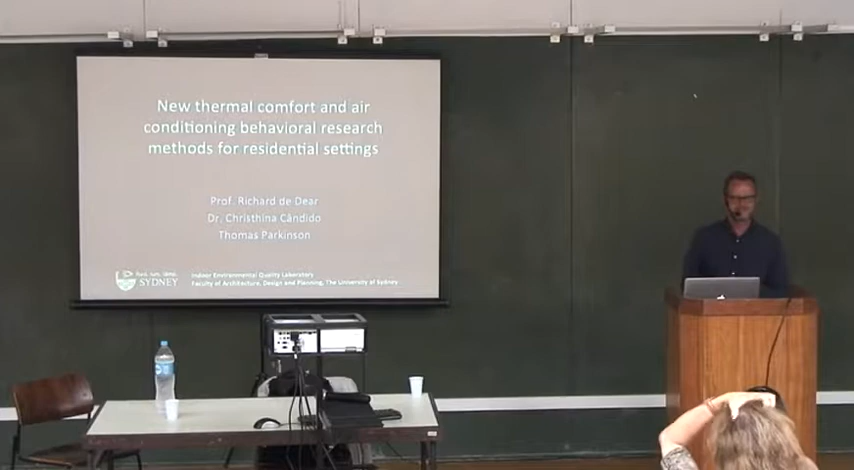 New thermal comfort and air
conditioning behavioral research
methods for residential settings
Prof. Richard de Dear
Dr. Christhina Cândido
Thomas Parkinson
SYDNEY
Indoor Environmental Quality Laboratory
Faculty of Architecture, Design and Planning, The University of Sydney